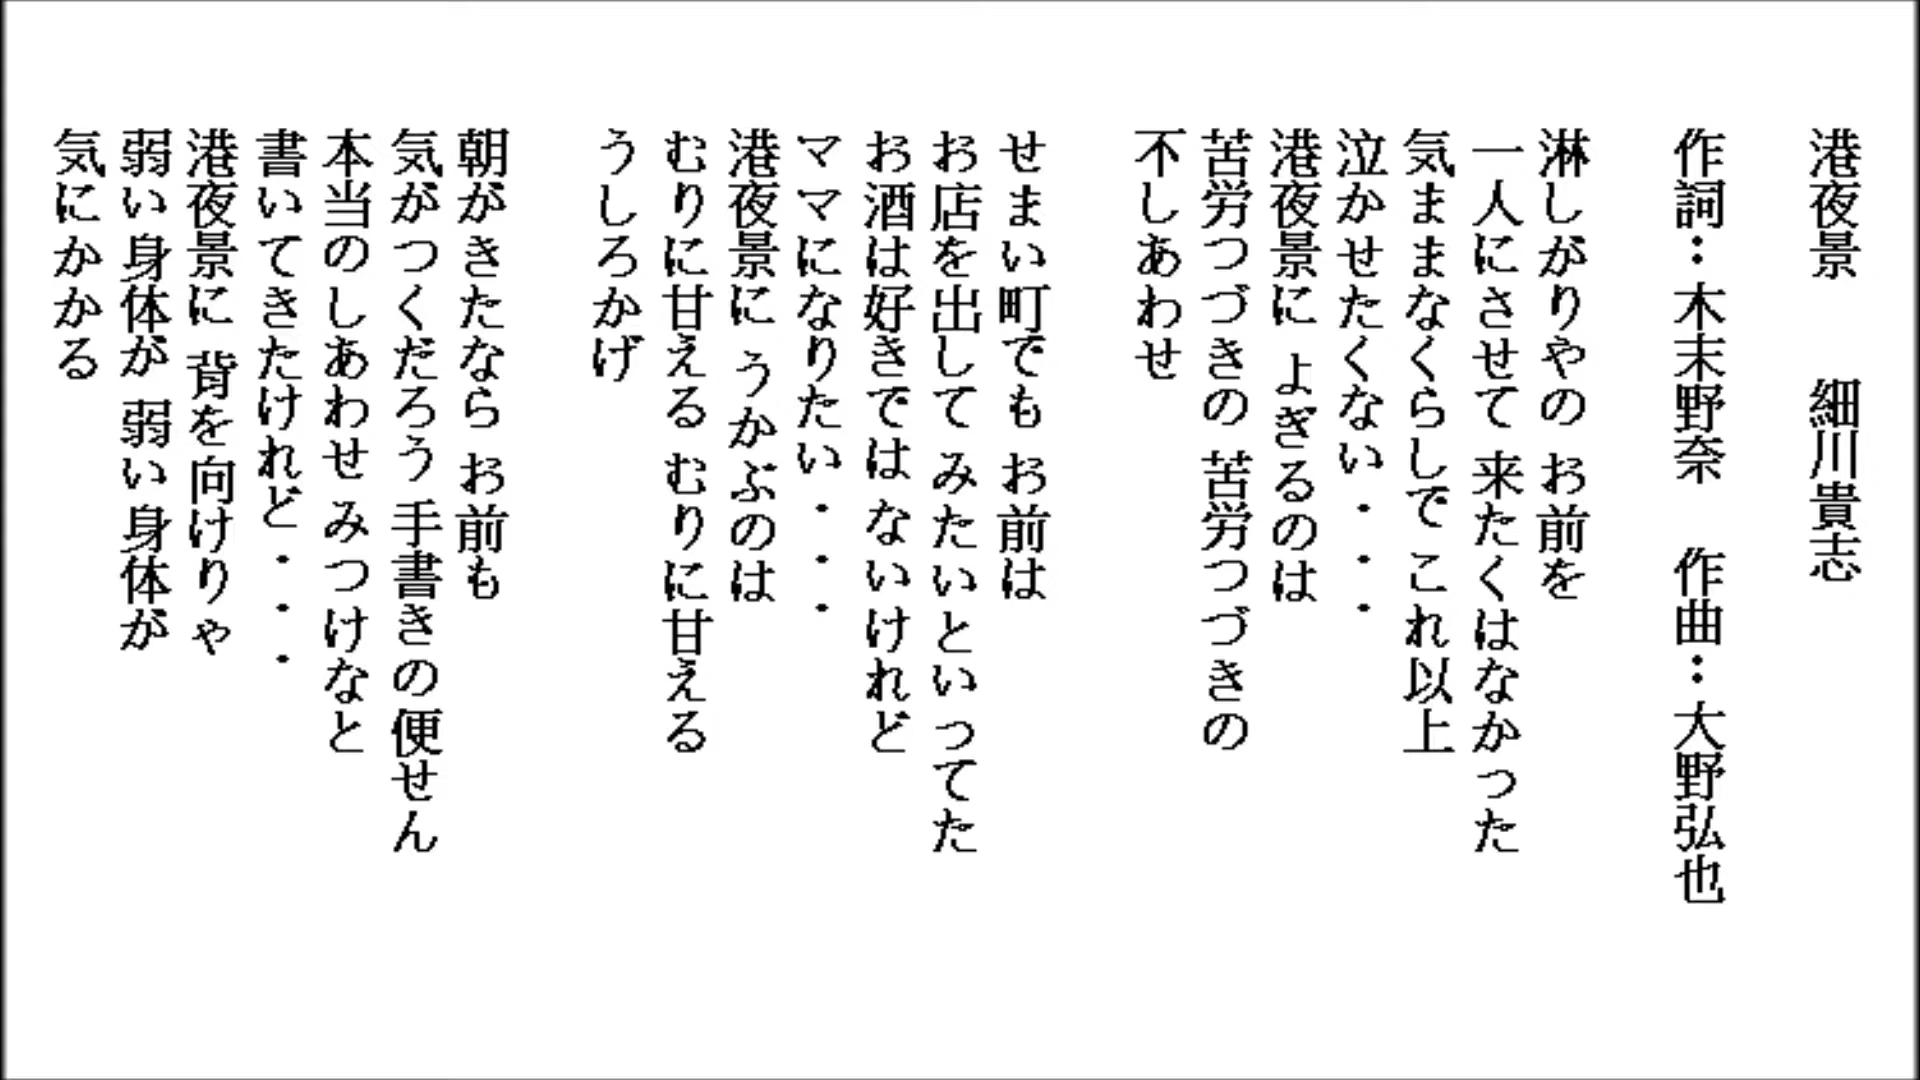 港夜景　　細川貴志
作詞：木末野奈　作曲：大野弘也
淋しがりやの お前を
一人にさせて 来たくはなかった
気ままなくらしで これ以上
泣かせたくない・・・
港夜景に よぎるのは
苦労つづきの 苦労つづきの
不しあわせ
せまい町でも お前は
お店を出して みたいといってた
お酒は好きでは ないけれど
ママになりたい・・・
港夜景に うかぶのは
むりに甘える むりに甘える
うしろかげ
朝がきたなら お前も
気がつくだろう 手書きの便せん
本当のしあわせ みつけなと
書いてきたけれど・・・
港夜景に 背を向けりゃ
弱い身体が 弱い身体が
気にかかる